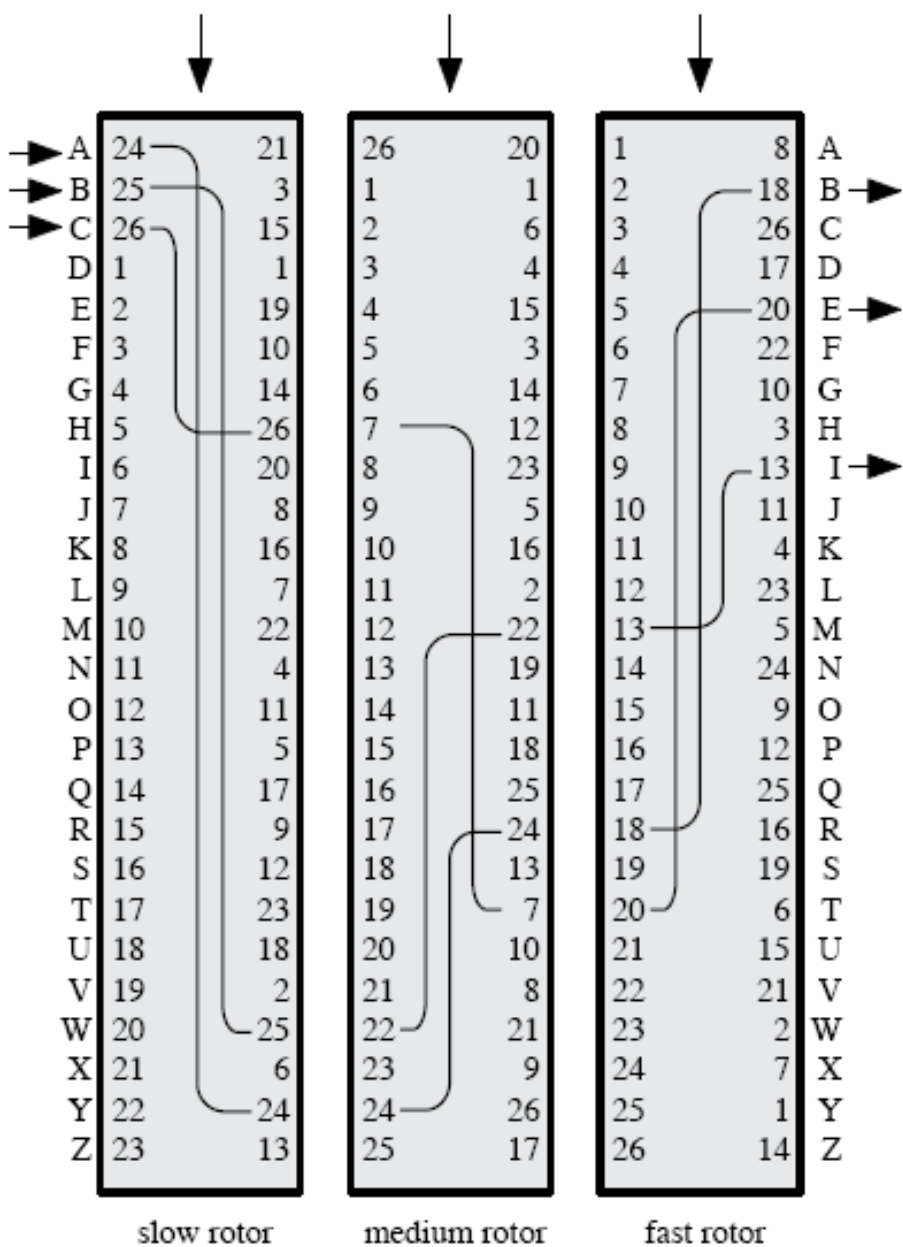 A 24 21 26 20 1 8 A
B 25 3 1 1 2 18 B
C 26 15 2 6 3 26 C
D 1 1 3 4 4 17 D
E 2 19 4 15 5 20 E
F 3 10 5 3 6 22 F
G 4 14 6 14 7 10 G
H 5 26 7 12 8 3 H
I 6 20 8 23 9 13 I
J 7 8 9 5 10 11 J
K 8 16 10 16 11 4 K
L 9 7 11 2 12 23 L
M 10 22 12 22 13 5 M
N 11 4 13 19 14 24 N
O 12 11 14 11 15 9 O
P 13 5 15 18 16 12 P
Q 14 17 16 25 17 25 Q
R 15 9 17 24 18 16 R
S 16 12 18 13 19 19 S
T 17 23 19 7 20 6 T
U 18 18 20 10 21 15 U
V 19 2 21 8 22 21 V
W 20 25 22 21 23 2 W
X 21 6 23 9 24 7 X
Y 22 24 24 26 25 1 Y
Z 23 13 25 17 26 14 Z
slow rotor medium rotor fast rotor